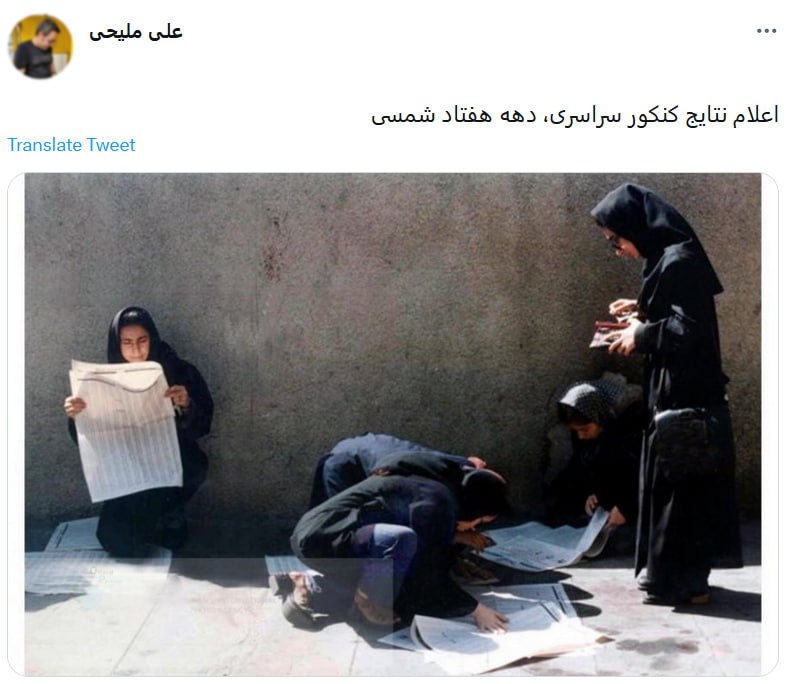 علی ملیحی
اعلام نتایج کنکور سراسری، دهه هفتاد شمسی
Translate Tweet